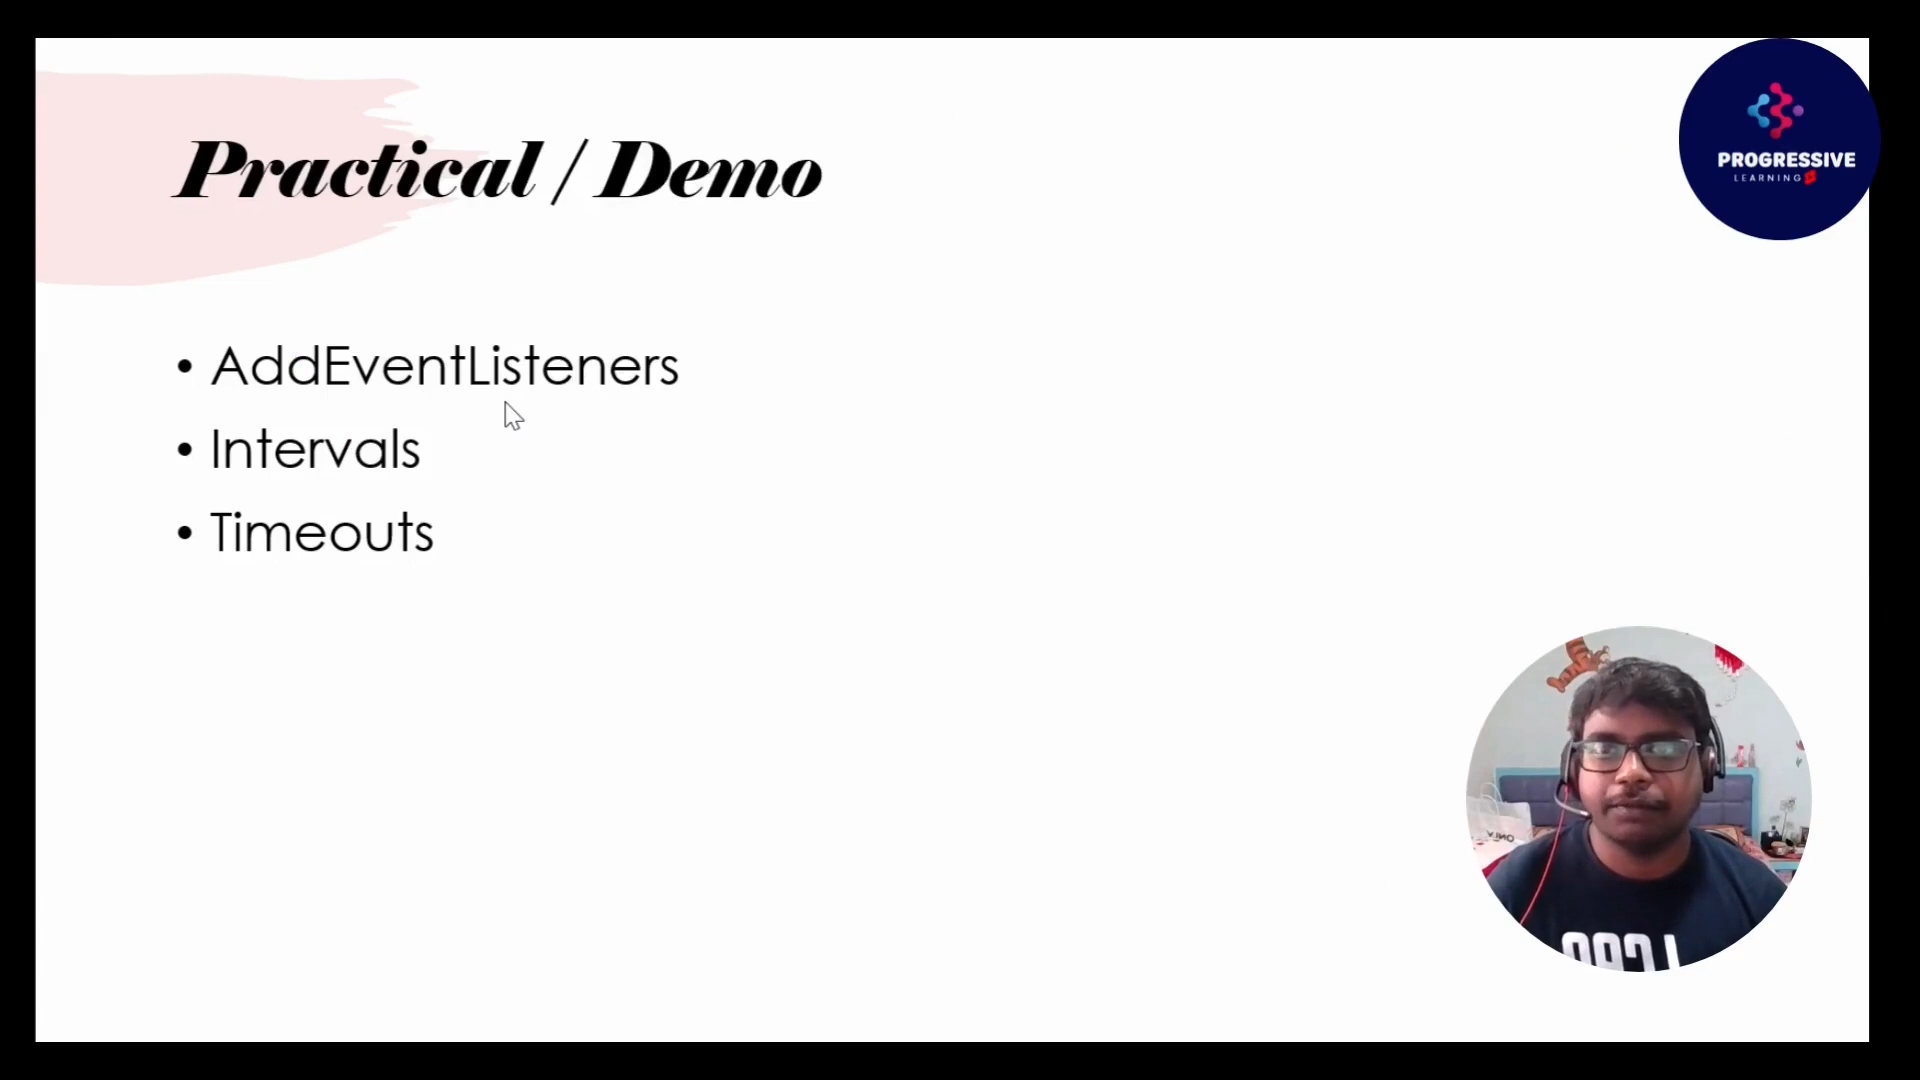 Practical / Demo
PROGRESSIVE
LEARNING
• AddEventListeners
• Intervals
• Timeouts